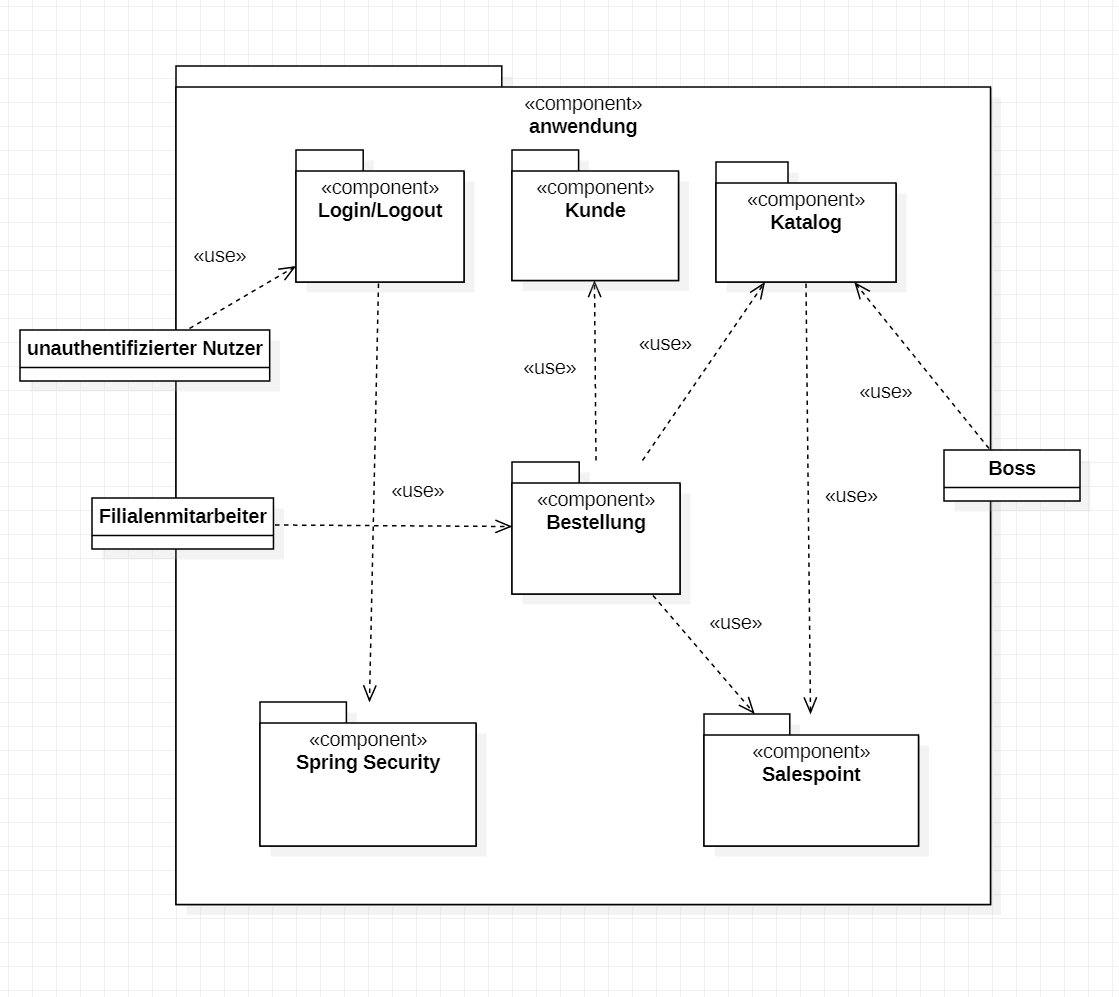 «component»
anwendung
«component»
Login/Logout
«component»
Kunde
«component»
Katalog
«use»
unauthentifizierter Nutzer
«use»
«use»
«use»
Boss
«use»
«use»
Filialenmitarbeiter
«component»
Bestellung
«use»
«component»
Spring Security
«component»
Salespoint